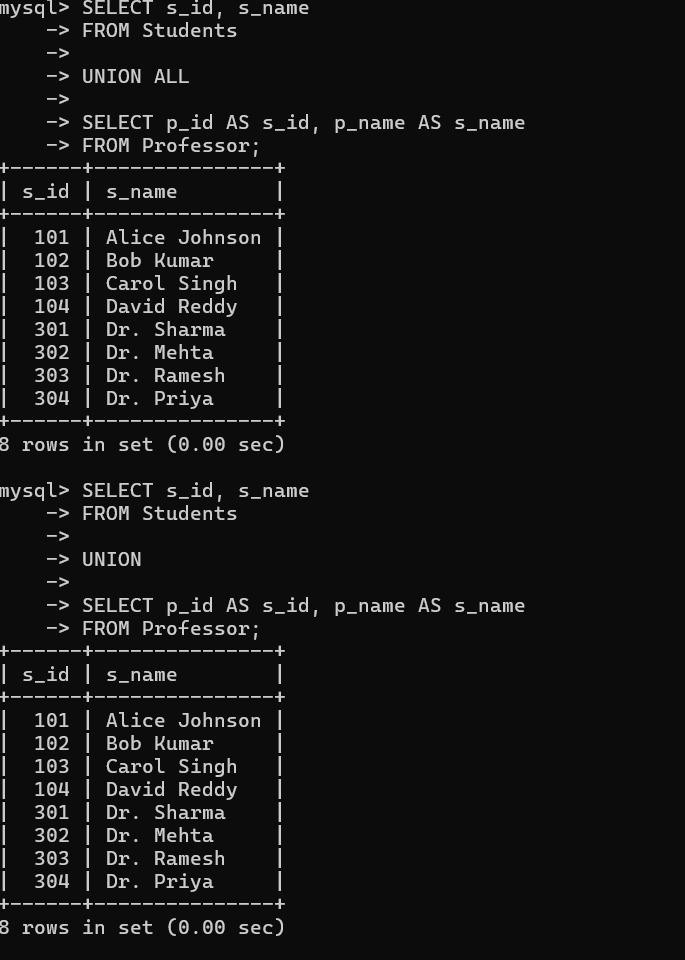 mysql> SELECT s_id, s_name
    -> FROM Students
    ->
    -> UNION ALL
    ->
    -> SELECT p_id AS s_id, p_name AS s_name
    -> FROM Professor;
+------+---------------+
| s_id | s_name        |
+------+---------------+
|  101 | Alice Johnson |
|  102 | Bob Kumar     |
|  103 | Carol Singh   |
|  104 | David Reddy   |
|  301 | Dr. Sharma    |
|  302 | Dr. Mehta     |
|  303 | Dr. Ramesh    |
|  304 | Dr. Priya     |
+------+---------------+
8 rows in set (0.00 sec)

mysql> SELECT s_id, s_name
    -> FROM Students
    ->
    -> UNION
    ->
    -> SELECT p_id AS s_id, p_name AS s_name
    -> FROM Professor;
+------+---------------+
| s_id | s_name        |
+------+---------------+
|  101 | Alice Johnson |
|  102 | Bob Kumar     |
|  103 | Carol Singh   |
|  104 | David Reddy   |
|  301 | Dr. Sharma    |
|  302 | Dr. Mehta     |
|  303 | Dr. Ramesh    |
|  304 | Dr. Priya     |
+------+---------------+
8 rows in set (0.00 sec)